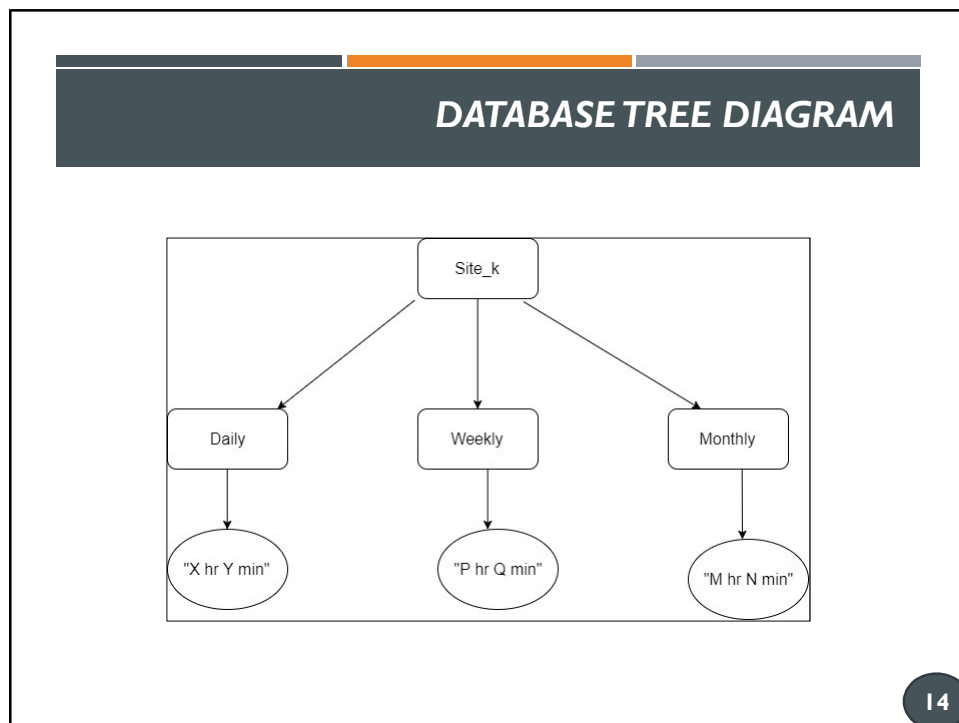 DATABASE TREE DIAGRAM
Site_k
Daily Weekly Monthly
"X hr Y min" "P hr Q min" "M hr N min"
14